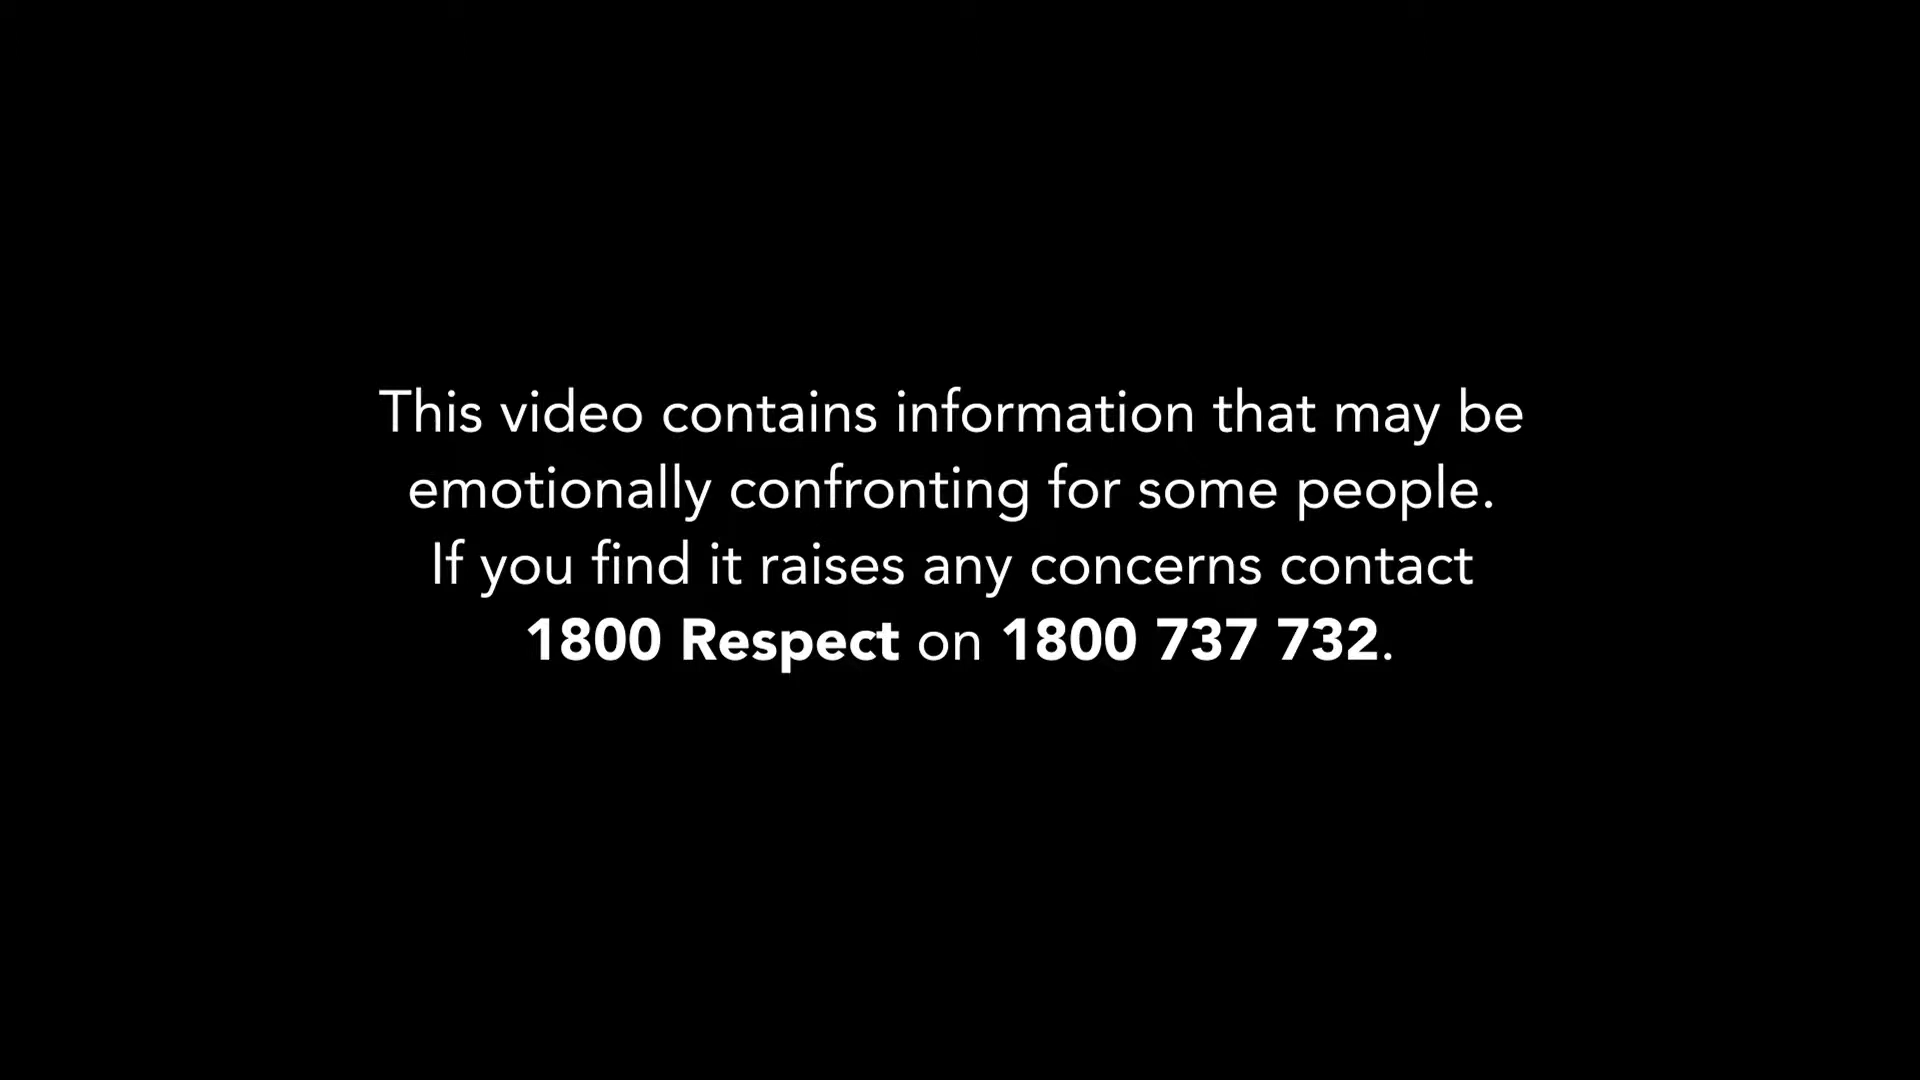 This video contains information that may be
emotionally confronting for some people.
If you find it raises any concerns contact
1800 Respect on 1800 737 732.